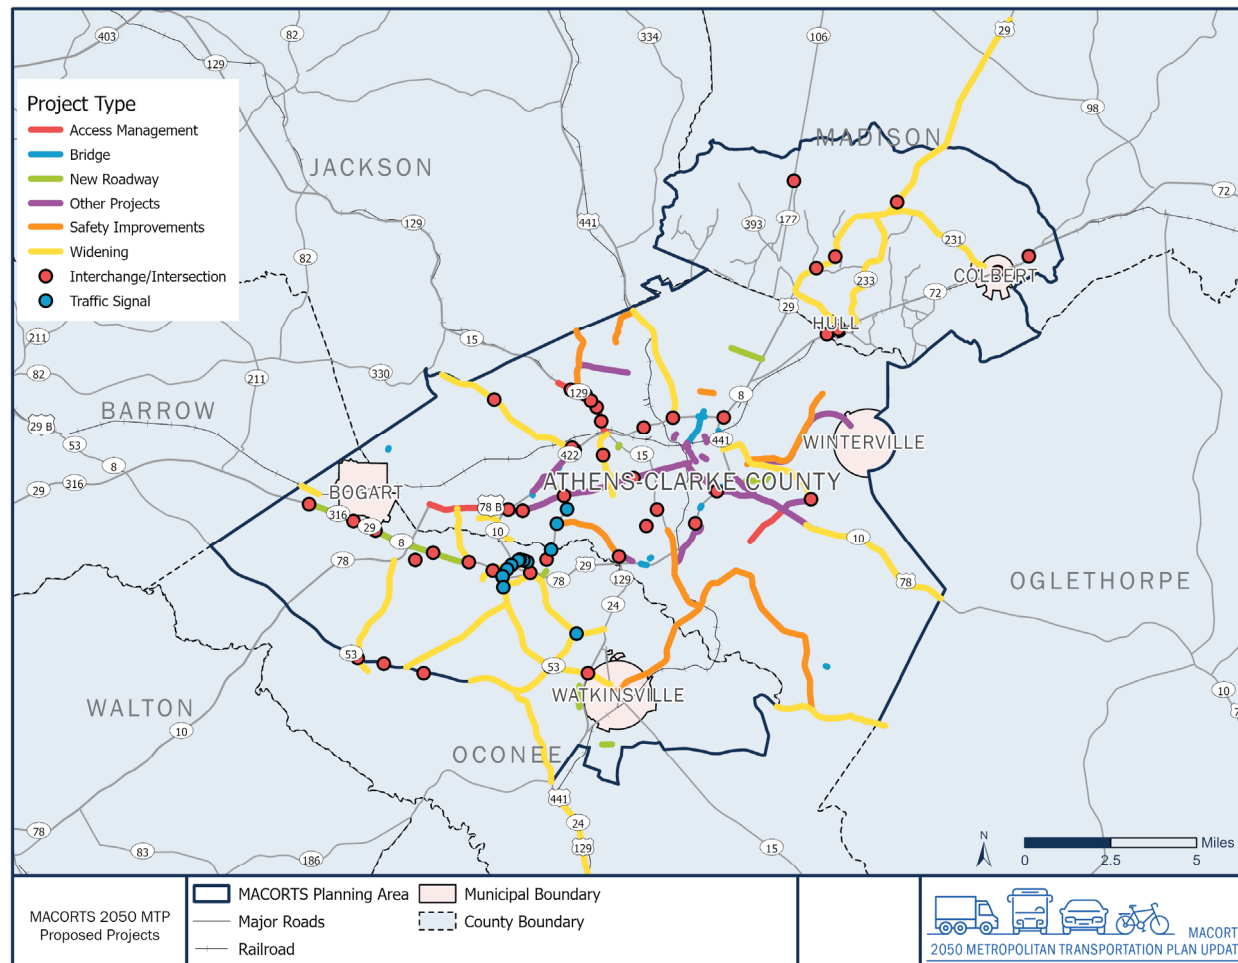 403
82
334
106
29
129
98
Project Type
Access Management
Bridge
New Roadway
Other Projects
Safety Improvements
Widening
Interchange/Intersection
Traffic Signal
MADISON
JACKSON
72
129
441
393
177
231
82
COLBERT
233
72
29
HULL
211
15
82
330
211
129
8
BARROW
29 B
53
WINTERVILLE
441
422
15
8
316
29
ATHENS-CLARKE COUNTY
BOGART
78 B
316
29
10
8
10
78
29
78
129
78
OGLETHORPE
24
53
53
WATKINSVILLE
10
WALTON
10
OCONEE
441
24
78
83
186
129
15
N
Miles
0
2.5
5
MACORTS 2050 MTP
Proposed Projects
MACORTS Planning Area
Major Roads
Railroad
Municipal Boundary
County Boundary
MACORT
2050 METROPOLITAN TRANSPORTATION PLAN UPDAT